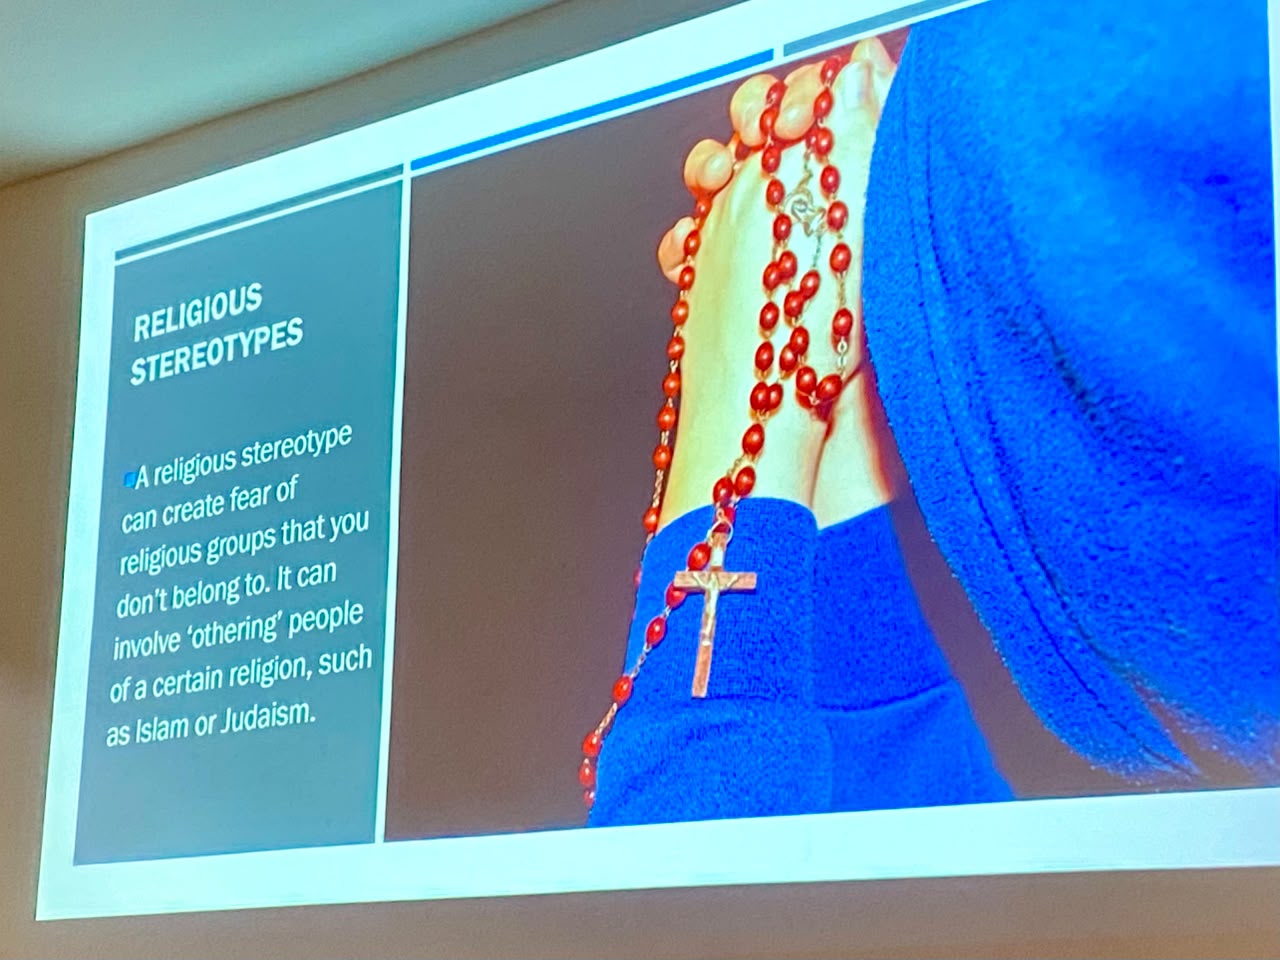 RELIGIOUS
STEREOTYPES
A religious stereotype
can create fear of
religious groups that you
don't belong to. It can
involve 'othering' people
of a certain religion, such
as Islam or Judaism.